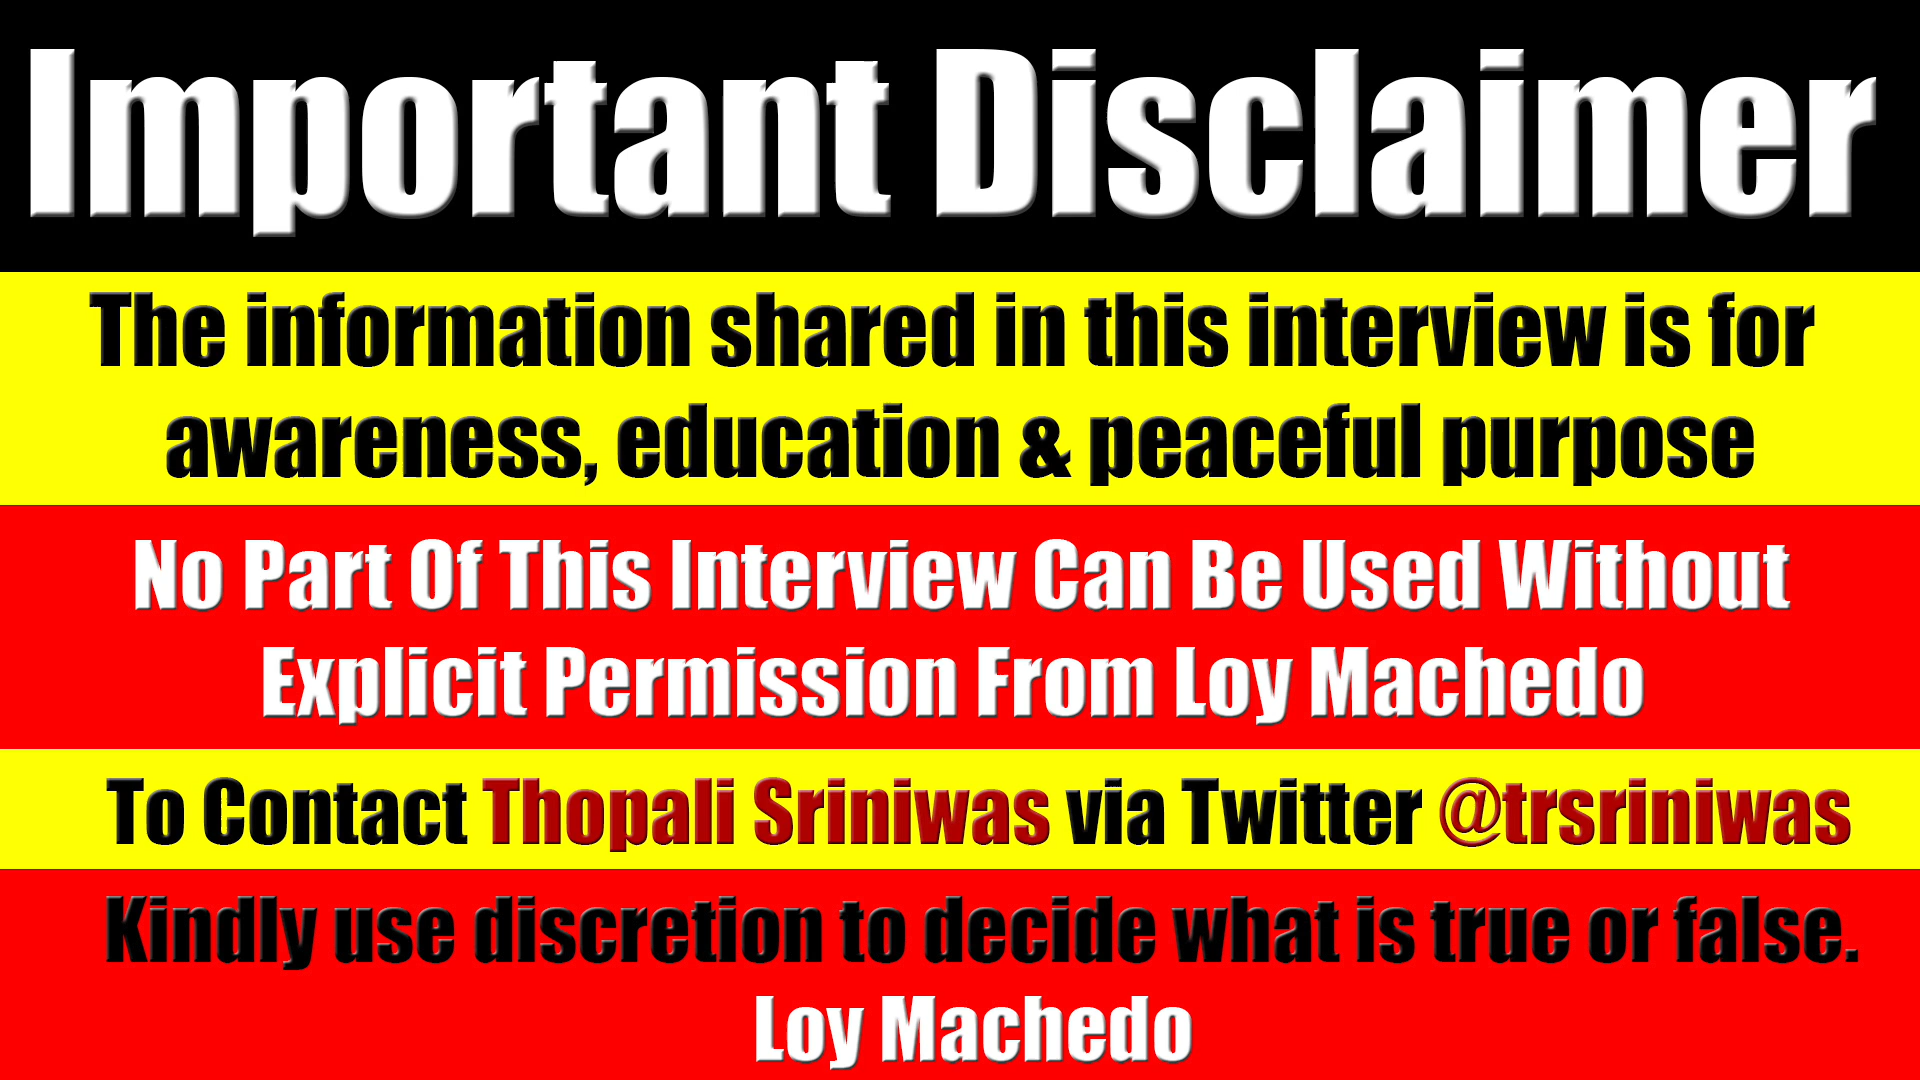 Important Disclaimer
The information shared in this interview is for
awareness, education & peaceful purpose
No Part Of This Interview Can Be Used Without
Explicit Permission From Loy Machedo
To Contact Thopali Sriniwas via Twitter @trsriniwas
Kindly use discretion to decide what is true or false.
Loy Machedo